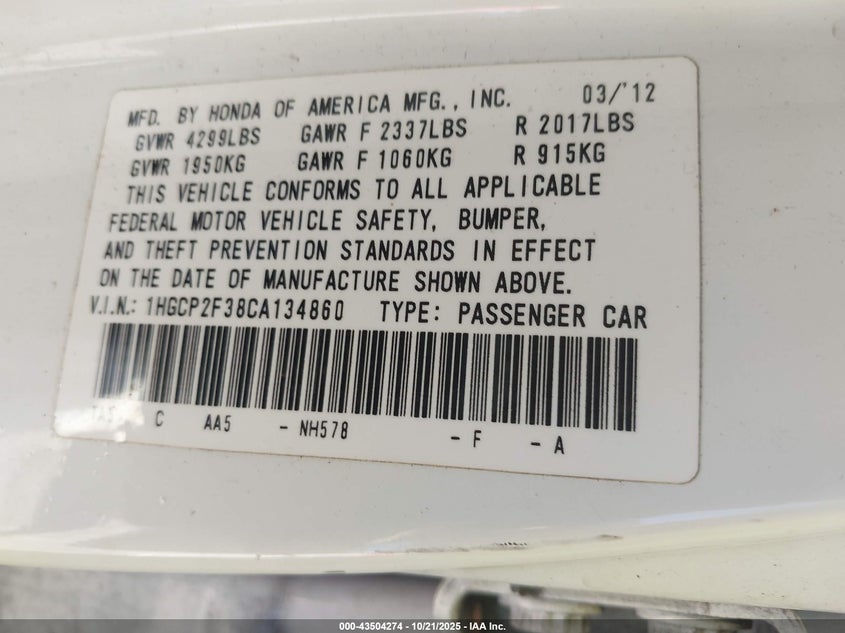 MFD. BY HONDA OF AMERICA MFG., INC. 03/'12
GVWR 4299LBS GAWR F 2337LBS R 2017LBS
GVWR 1950KG GAWR F 1060KG R 915KG
THIS VEHICLE CONFORMS TO ALL APPLICABLE
FEDERAL MOTOR VEHICLE SAFETY, BUMPER,
AND THEFT PREVENTION STANDARDS IN EFFECT
ON THE DATE OF MANUFACTURE SHOWN ABOVE.
V.I.N.: 1HGCP2F38CA134860 TYPE: PASSENGER CAR
C AA5 - NH578 - F - A
000-43504274 - 10/21/2025 - IAA Inc.